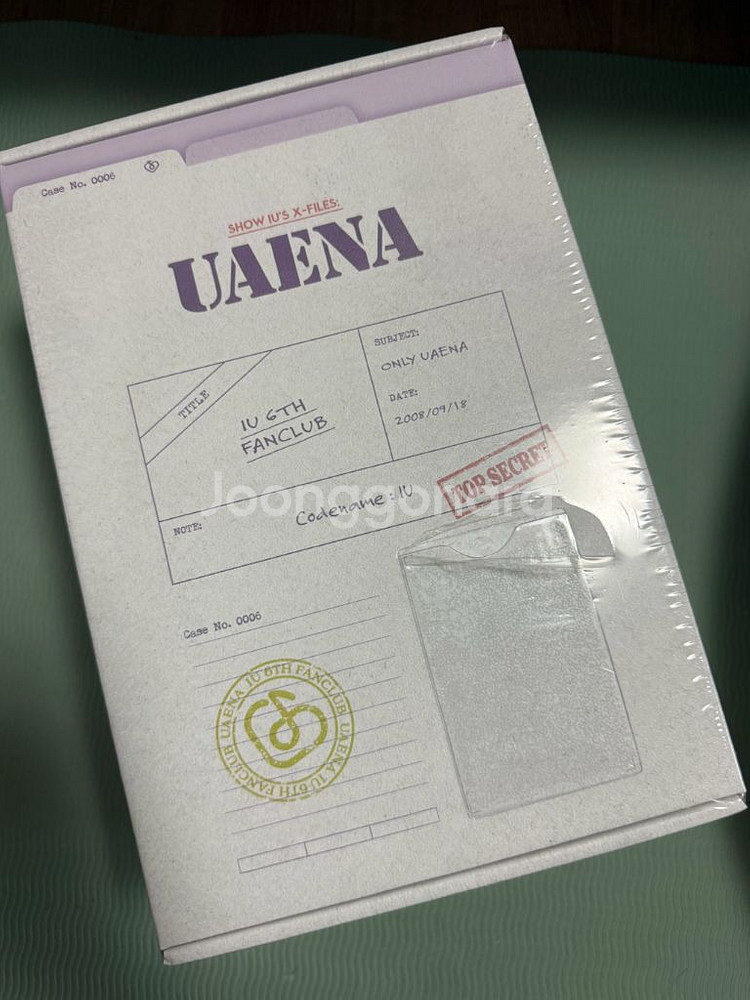 Case No. 0006
SHOW IU'S X-FILES:
UAENA
TITLE
IU 6TH
FANCLUB
SUBJECT:
ONLY UAENA
DATE:
2008/09/18
NOTE:
Codename: IU
TOP SECRET
Joonggonara
Case No. 0006
UAENA IU 6TH FANCLUB UAENA IU 6TH FANCLUB